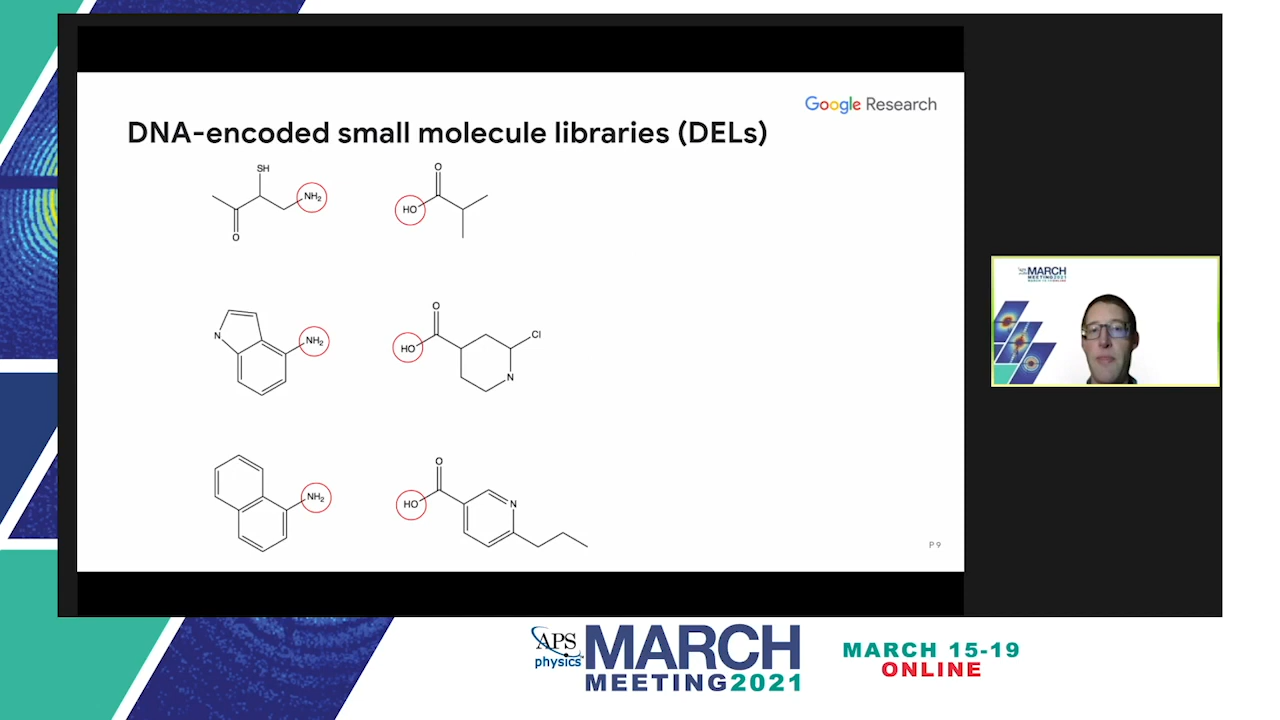 Google Research
DNA-encoded small molecule libraries (DELs)
SH
NH₂
O
O
HO
N
NH₂
O
HO
Cl
N
NH₂
O
HO
N
P 9
MARCH
MEETING2021
APS
physics
MARCH
MEETING2021
MARCH 15-19
ONLINE